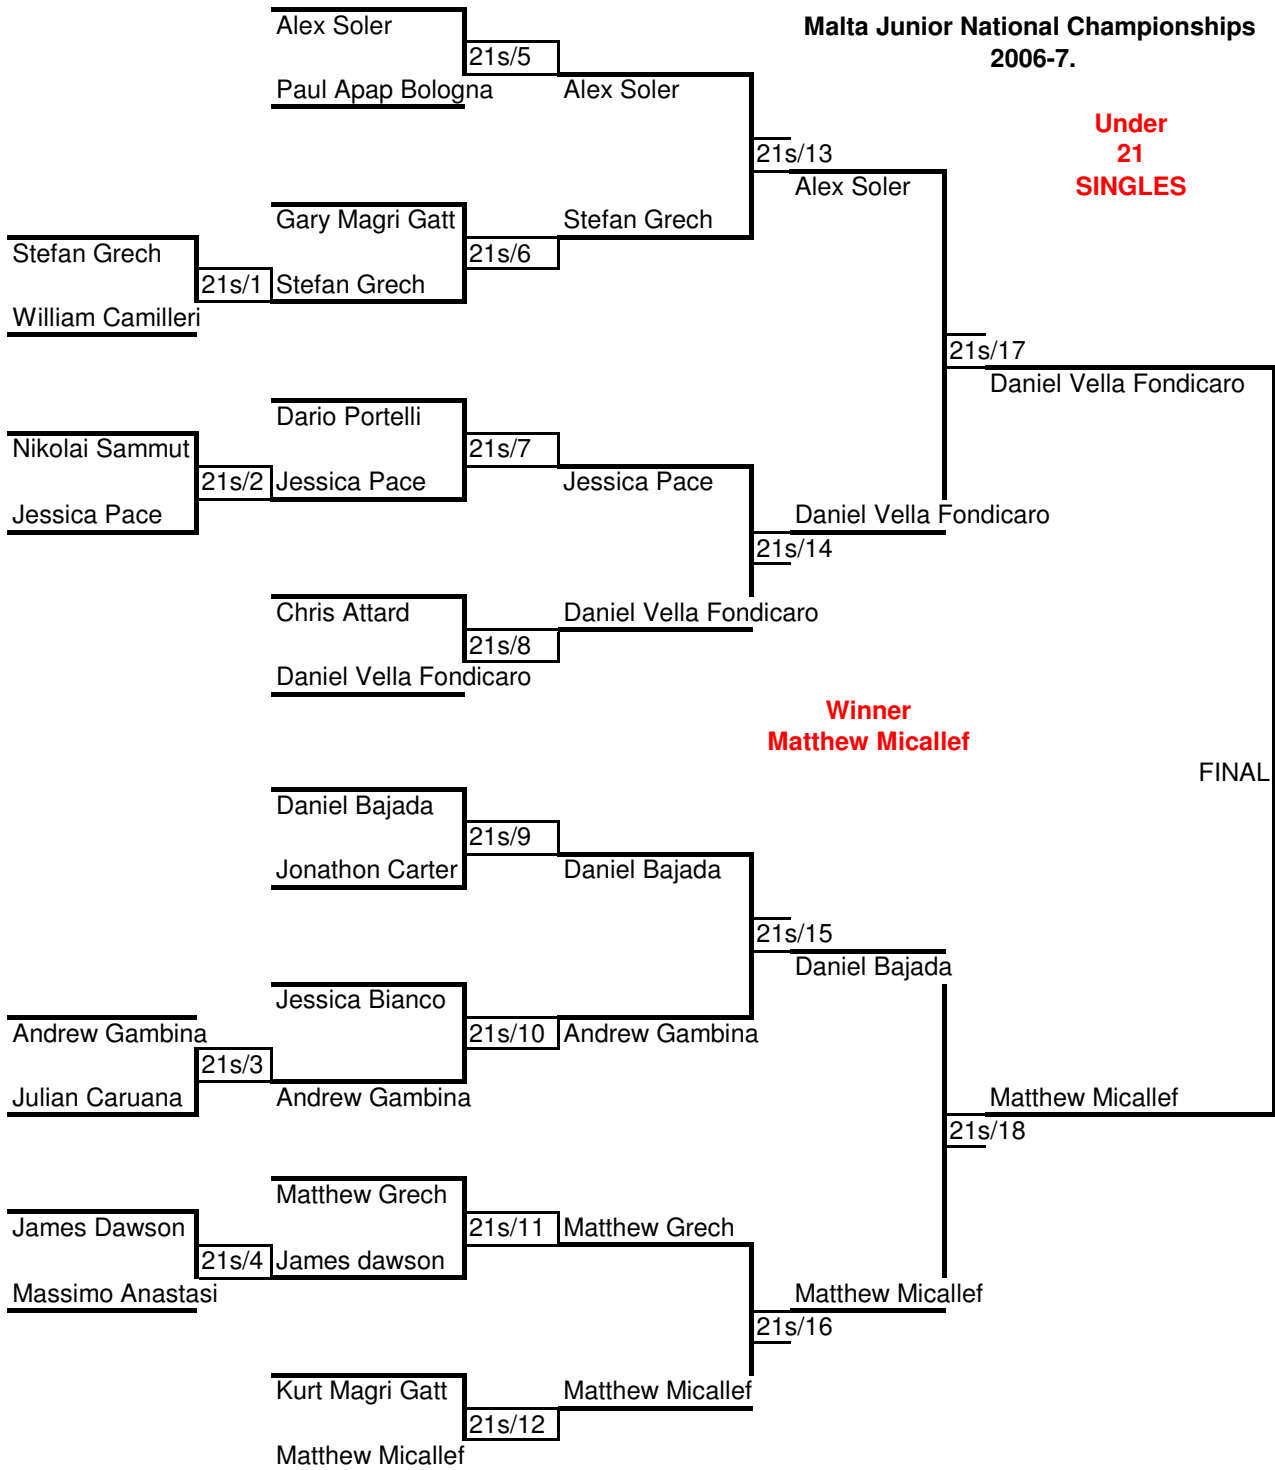 Malta Junior National Championships
2006-7.
Under
21
SINGLES
Alex Soler
21s/5
Paul Apap Bologna
Alex Soler
21s/13
Alex Soler
Gary Magri Gatt
Stefan Grech
Stefan Grech
21s/6
21s/1
Stefan Grech
William Camilleri
21s/17
Daniel Vella Fondicaro
Dario Portelli
Nikolai Sammut
21s/7
21s/2
Jessica Pace
Jessica Pace
Jessica Pace
Daniel Vella Fondicaro
21s/14
Chris Attard
Daniel Vella Fondicaro
21s/8
Daniel Vella Fondicaro
Winner
Matthew Micallef
FINAL
Daniel Bajada
21s/9
Jonathon Carter
Daniel Bajada
21s/15
Daniel Bajada
Jessica Bianco
Andrew Gambina
21s/10
Andrew Gambina
21s/3
Julian Caruana
Andrew Gambina
Matthew Micallef
21s/18
Matthew Grech
James Dawson
21s/11
Matthew Grech
21s/4
James dawson
Massimo Anastasi
Matthew Micallef
21s/16
Kurt Magri Gatt
Matthew Micallef
21s/12
Matthew Micallef